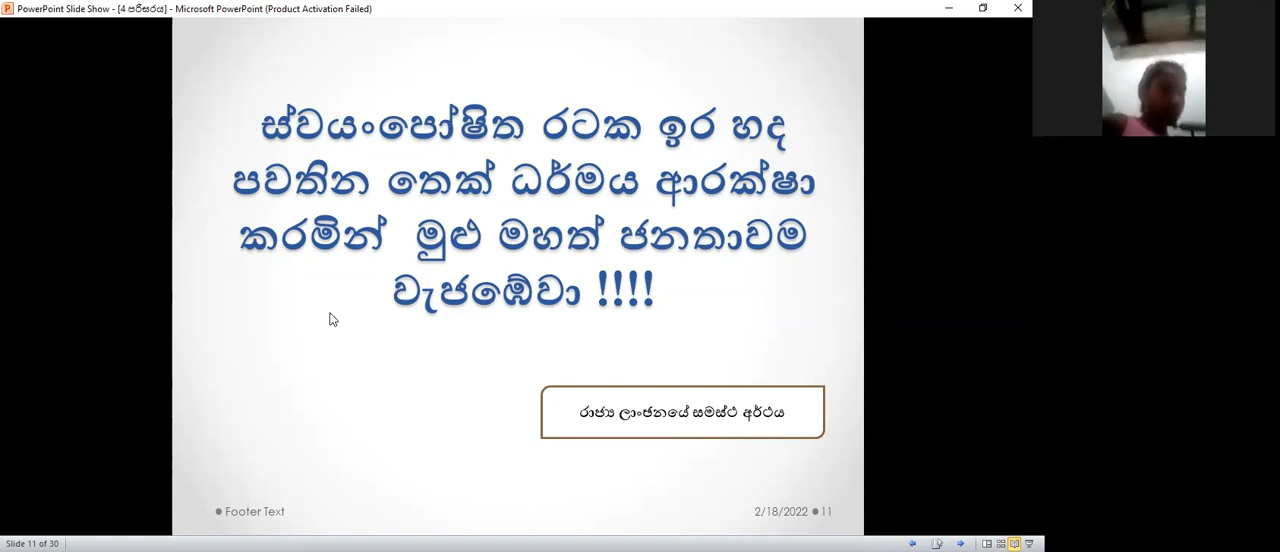 PowerPoint Slide Show - [4 පරිසරය] - Microsoft PowerPoint (Product Activation Failed)
ස්වයංපෝෂිත රටක ඉර හඳ
පවතින තෙක් ධර්මය ආරක්ෂා
කරමින් මුළු මහත් ජනතාවම
වැජඹේවා !!!!
රාජ්‍ය ලාංඡනයේ සමස්ථ අර්ථය
Footer Text
2/18/2022 11
Slide 11 of 30